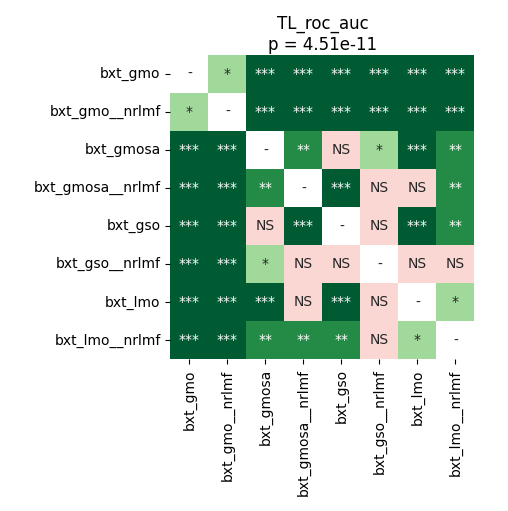 TL_roc_auc
p = 4.51e-11
bxt_gmo - * *** *** *** *** *** ***
bxt_gmo__nrlmf * - *** *** *** *** *** ***
bxt_gmosa *** *** - ** NS * *** **
bxt_gmosa__nrlmf *** *** ** - *** NS NS **
bxt_gso *** *** NS *** - NS *** **
bxt_gso__nrlmf *** *** * NS NS - NS NS
bxt_lmo *** *** *** NS *** NS - *
bxt_lmo__nrlmf *** *** ** ** ** NS * -
bxt_gmo
bxt_gmo__nrlmf
bxt_gmosa
bxt_gmosa__nrlmf
bxt_gso
bxt_gso__nrlmf
bxt_lmo
bxt_lmo__nrlmf